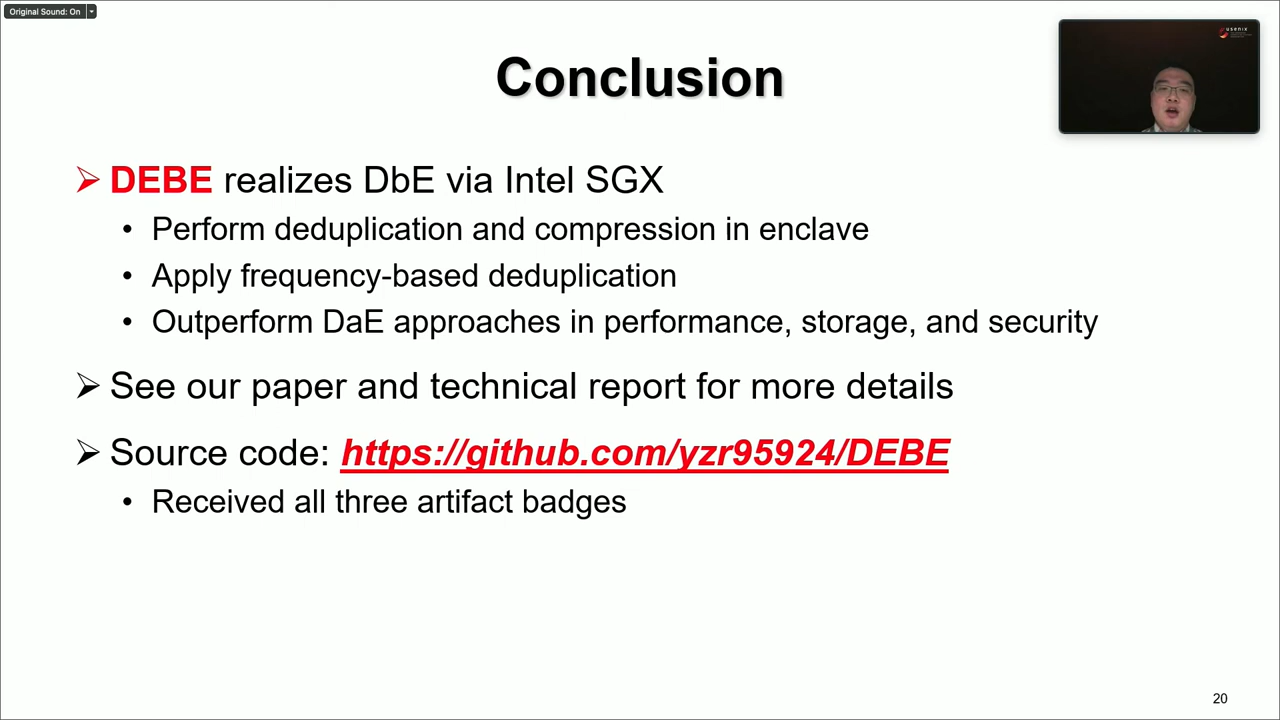 Original Sound: On
usenix
Conclusion
➢ DEBE realizes DbE via Intel SGX
• Perform deduplication and compression in enclave
• Apply frequency-based deduplication
• Outperform DaE approaches in performance, storage, and security
➢ See our paper and technical report for more details
➢ Source code: https://github.com/yzr95924/DEBE
• Received all three artifact badges
20